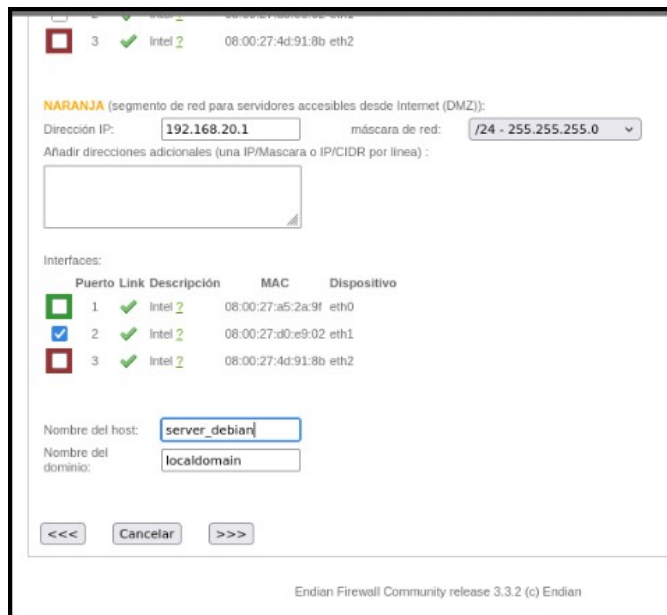 3 Intel ? 08:00:27:4d:91:8b eth2
NARANJA (segmento de red para servidores accesibles desde Internet (DMZ)):
Dirección IP: 192.168.20.1 máscara de red: /24 - 255.255.255.0
Añadir direcciones adicionales (una IP/Mascara o IP/CIDR por línea) :
Interfaces:
Puerto Link Descripción MAC Dispositivo
1 Intel ? 08:00:27:a5:2a:9f eth0
2 Intel ? 08:00:27:d0:e9:02 eth1
3 Intel ? 08:00:27:4d:91:8b eth2
Nombre del host: server_debian
Nombre del
dominio: localdomain
<<< Cancelar >>>
Endian Firewall Community release 3.3.2 (c) Endian